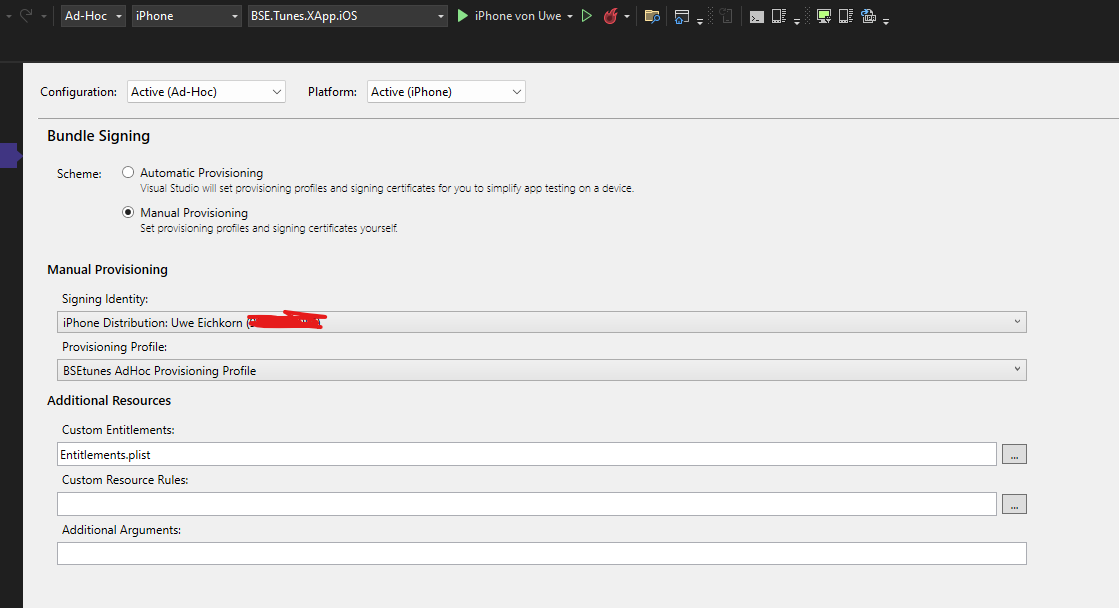 Ad-Hoc iPhone BSE.Tunes.XApp.iOS iPhone von Uwe
Configuration: Active (Ad-Hoc) Platform: Active (iPhone)
Bundle Signing
Scheme: Automatic Provisioning
Visual Studio will set provisioning profiles and signing certificates for you to simplify app testing on a device.
Manual Provisioning
Set provisioning profiles and signing certificates yourself.
Manual Provisioning
Signing Identity:
iPhone Distribution: Uwe Eichkorn (
Provisioning Profile:
BSEtunes AdHoc Provisioning Profile
Additional Resources
Custom Entitlements:
Entitlements.plist ...
Custom Resource Rules:
...
Additional Arguments: